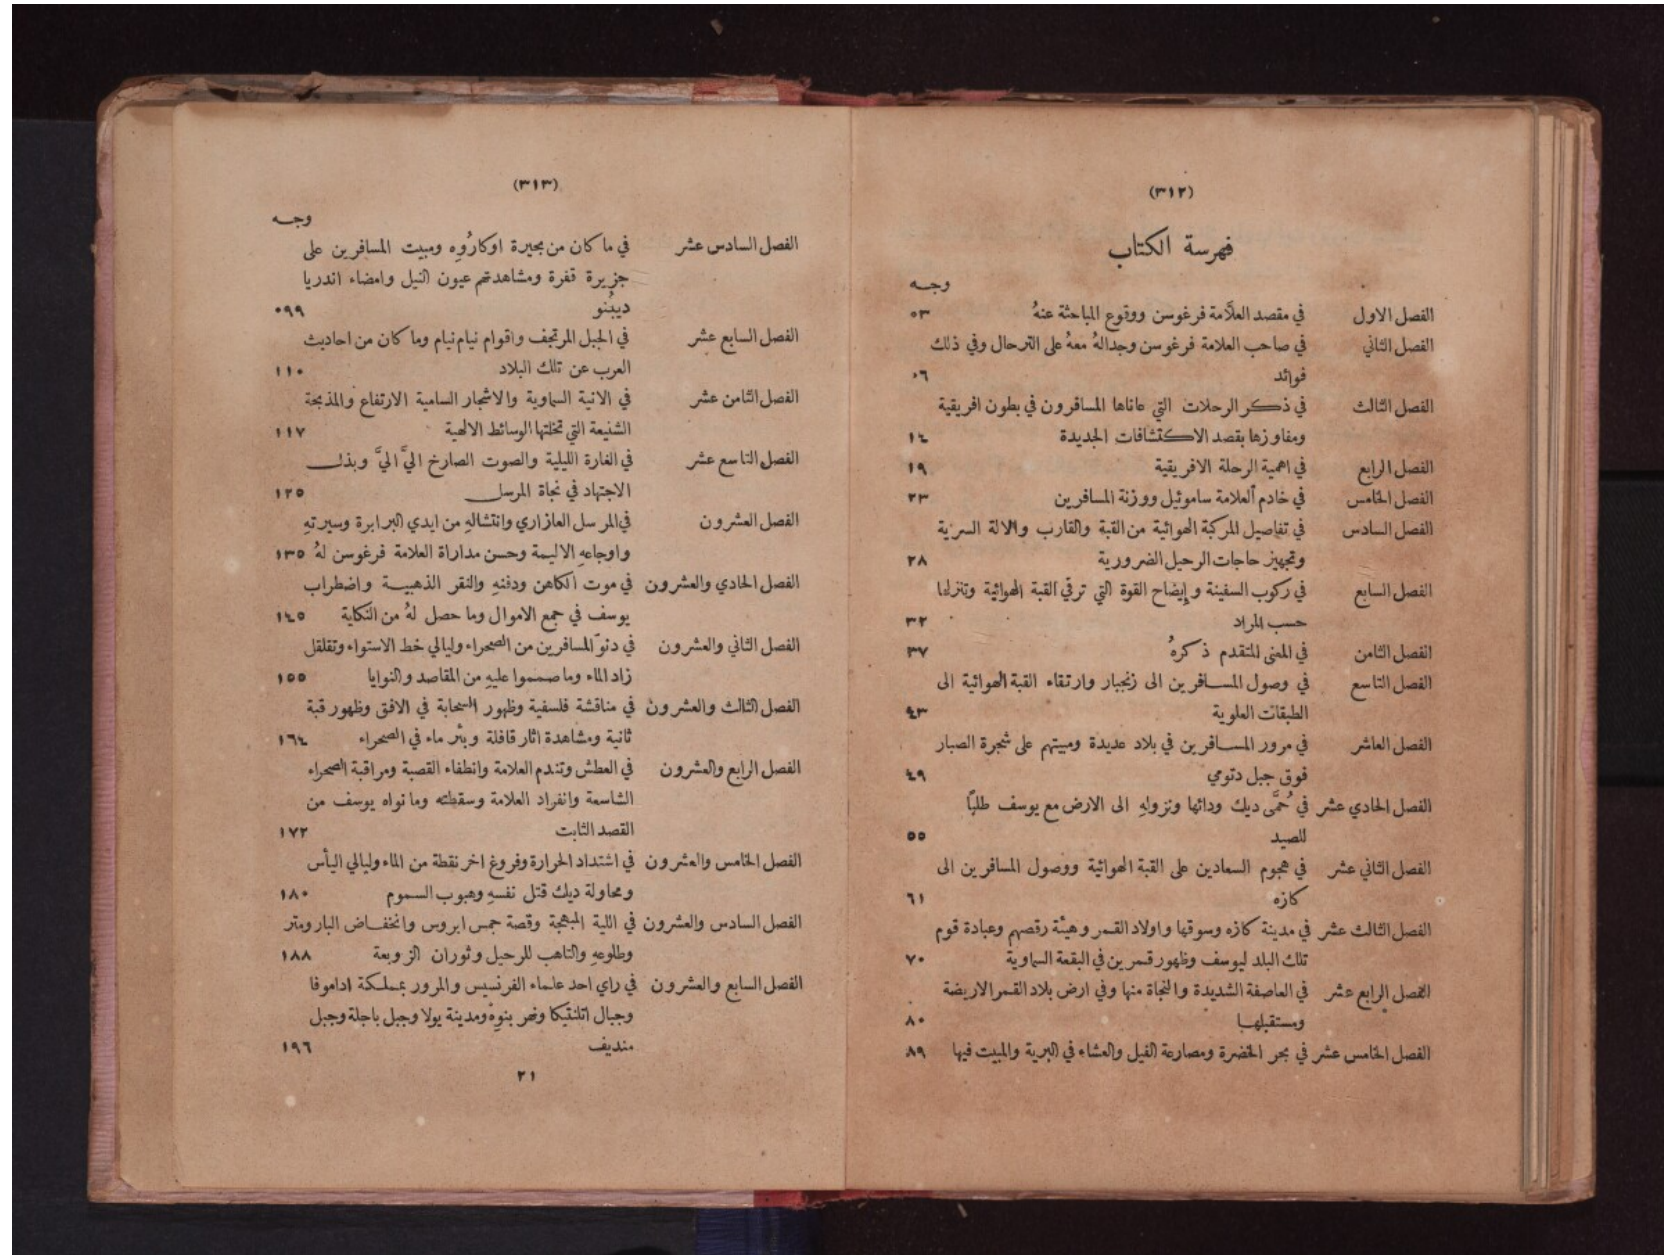 (٣١٢)
فهرسة الكتاب
وجه
الفصل الاول في مقصد العلاَّمة فرغوسن ووقوع المباحثة عنهُ ٠٣
الفصل الثاني في صاحب العلامة فرغوسن وجدالهُ معهُ على الترحال وفي ذلك
فوائد ٠٦
الفصل الثالث في ذكر الرحلات التي عاناها المسافرون في بطون افريقية
ومفاوزها بقصد الاكتشافات الجديدة ١٤
الفصل الرابع في اهمية الرحلة الافريقية ١٩
الفصل الخامس في خادم العلامة ساموئيل ووزنة المسافرين ٢٣
الفصل السادس في تفاصيل المركبة الهوائية من القبة والقارب والالة السرية
وتجهيز حاجات الرحيل الضرورية ٢٨
الفصل السابع في ركوب السفينة وإيضاح القوة التي ترقي القبة الهوائية وتنزلها
حسب المراد ٣٢
الفصل الثامن في المعنى المتقدم ذكرهُ ٣٧
الفصل التاسع في وصول المسافرين الى زنجبار وارتقاء القبة الهوائية الى
الطبقات العلوية ٤٣
الفصل العاشر في مرور المسافرين في بلاد عديدة ومبيتهم على شجرة الصبار
فوق جبل دتومي ٤٩
الفصل الحادي عشر في حُمَّى ديك ودائها ونزولهِ الى الارض مع يوسف طلبًا
للصيد ٥٥
الفصل الثاني عشر في هجوم السعادين على القبة الهوائية ووصول المسافرين الى
كازه ٦١
الفصل الثالث عشر في مدينة كازه وسوقها واولاد القمر وهيئة رقصهم وعبادة قوم
تلك البلد ليوسف وظهور قمرين في البقعة السماوية ٧٠
الفصل الرابع عشر في العاصفة الشديدة والنجاة منها وفي ارض بلاد القمر الاريضة
ومستقبلها ٨٠
الفصل الخامس عشر في بحر الخضرة ومصارعة الفيل والعشاء في البرية والمبيت فيها ٨٩
(٣١٣)
وجه
الفصل السادس عشر في ما كان من بحيرة اوكارُوِه ومبيت المسافرين على
جزيرة قفرة ومشاهدتهم عيون النيل وامضاء اندريا
ديبُنو ٠٩٩
الفصل السابع عشر في الجبل المرتجف واقوام نيام نيام وما كان من احاديث
العرب عن تلك البلاد ١١٠
الفصل الثامن عشر في الانية السماوية والاشجار السامية الارتفاع والمذبحة
الشنيعة التي تخلتها الوسائط الالهية ١١٧
الفصل التاسع عشر في الغارة الليلية والصوت الصارخ اليَّ اليَّ وبذل
الاجتهاد في نجاة المرسل ١٢٥
الفصل العشرون في المرسل العازاري وانتشالهِ من ايدي البرابرة وسيرتهِ
واوجاعهِ الاليمة وحسن مداراة العلامة فرغوسن لهُ ١٣٥
الفصل الحادي والعشرون في موت الكاهن ودفنهِ والنقر الذهبية واضطراب
يوسف في جمع الاموال وما حصل لهُ من النكاية ١٤٥
الفصل الثاني والعشرون في دنوّ المسافرين من الصحراء وليالي خط الاستواء وتقلقل
زاد الماء وما صمموا عليهِ من المقاصد والنوايا ١٥٥
الفصل الثالث والعشرون في مناقشة فلسفية وظهور السحابة في الافق وظهور قبة
ثانية ومشاهدة اثار قافلة وبئر ماء في الصحراء ١٦٤
الفصل الرابع والعشرون في العطش وتندم العلامة وانطفاء القصبة ومراقبة الصحراء
الشاسعة وانفراد العلامة وسقطته وما نواه يوسف من
القصد الثابت ١٧٢
الفصل الخامس والعشرون في اشتداد الحرارة وفروغ اخر نقطة من الماء وليالي اليأس
ومحاولة ديك قتل نفسهِ وهبوب السموم ١٨٠
الفصل السادس والعشرون في الليلة المبهجة وقصة جمس ابروس وانخفاض البارومتر
وطلوعهِ والتاهب للرحيل وثوران الزوبعة ١٨٨
الفصل السابع والعشرون في راي احد علماء الفرنسيس والمرور بمملكة اداموفا
وجبال اتلنتيكا ونهر بنوِه ومدينة يولا وجبل باجلة وجبل
منديف ١٩٦
٢١